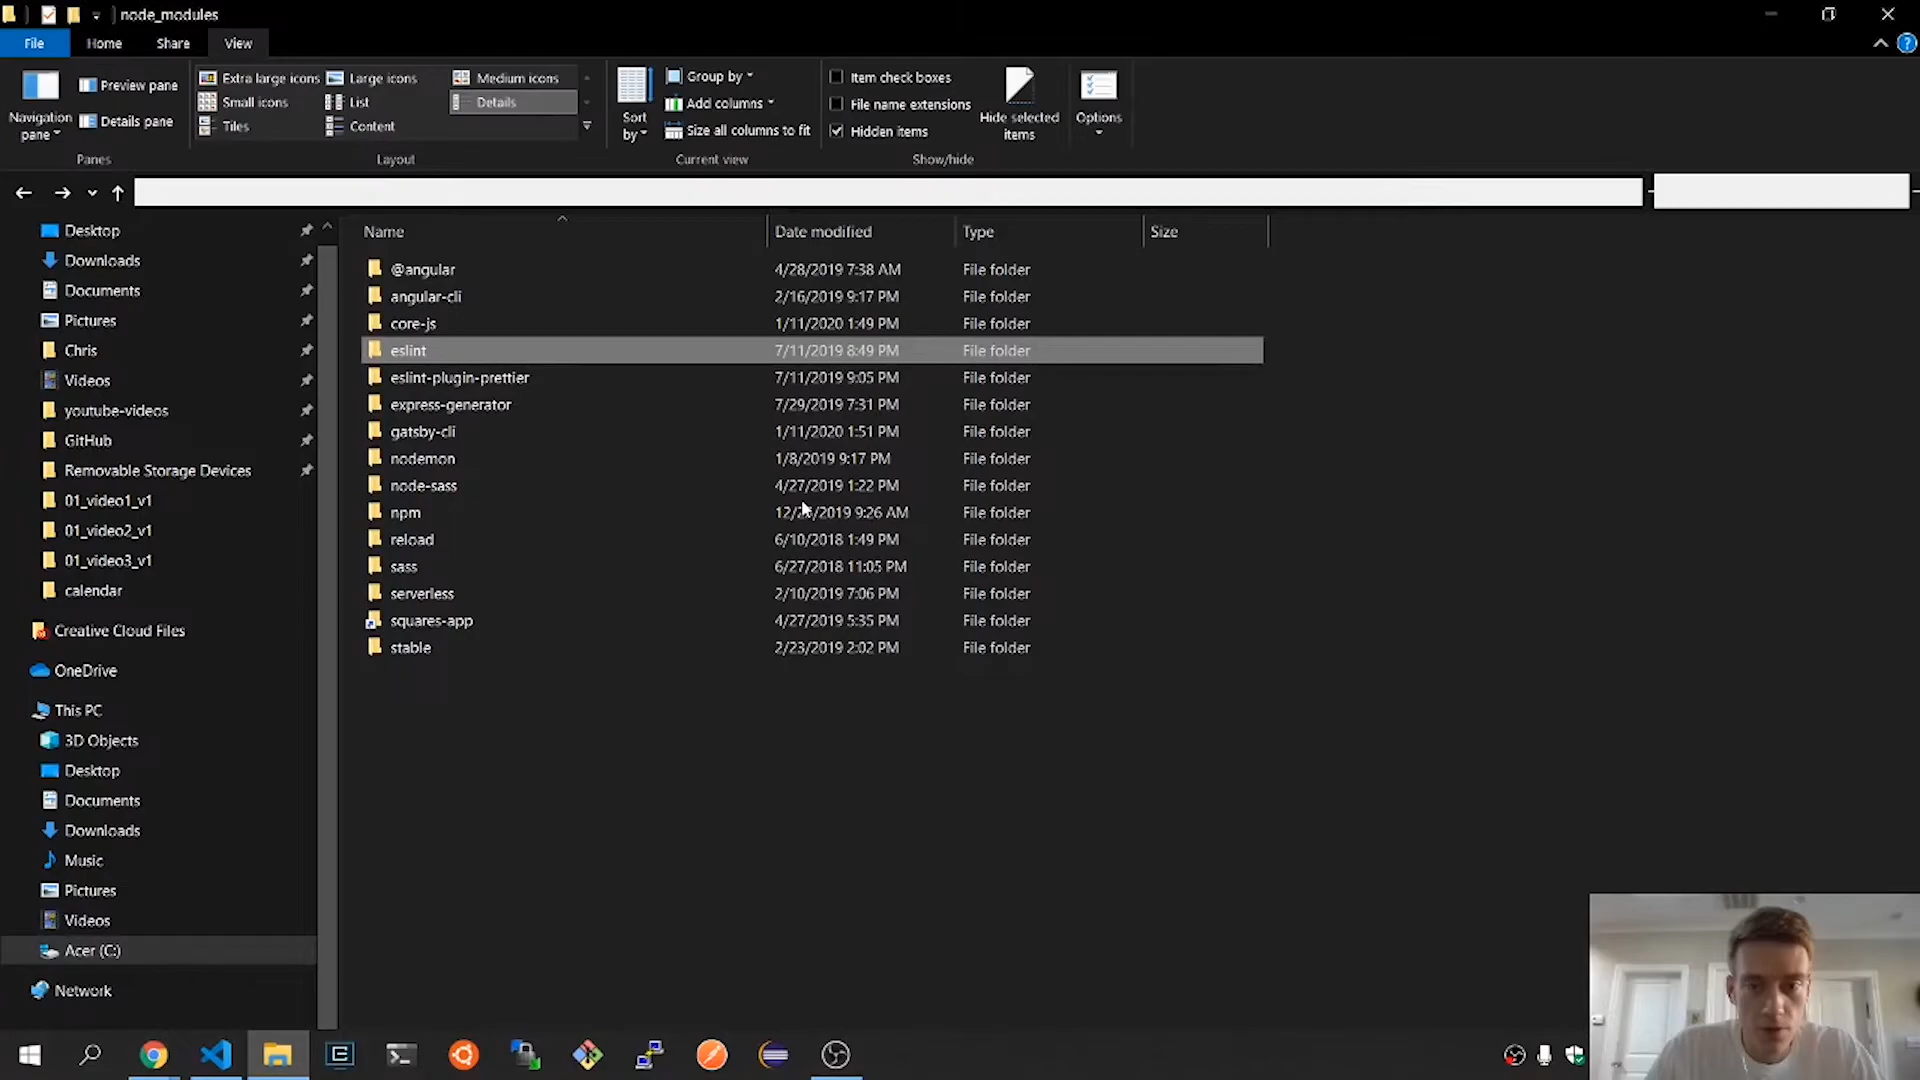 node_modules
File Home Share View
Navigation pane
Preview pane
Details pane
Panes
Extra large icons Large icons Medium icons
Small icons List Details
Tiles Content
Layout
Sort by
Group by
Add columns
Size all columns to fit
Current view
Item check boxes
File name extensions
Hidden items
Hide selected items
Show/hide
Options
Desktop
Downloads
Documents
Pictures
Chris
Videos
youtube-videos
GitHub
Removable Storage Devices
01_video1_v1
01_video2_v1
01_video3_v1
calendar
Creative Cloud Files
OneDrive
This PC
3D Objects
Desktop
Documents
Downloads
Music
Pictures
Videos
Acer (C:)
Network
Name Date modified Type Size
@angular 4/28/2019 7:38 AM File folder
angular-cli 2/16/2019 9:17 PM File folder
core-js 1/11/2020 1:49 PM File folder
eslint 7/11/2019 8:49 PM File folder
eslint-plugin-prettier 7/11/2019 9:05 PM File folder
express-generator 7/29/2019 7:31 PM File folder
gatsby-cli 1/11/2020 1:51 PM File folder
nodemon 1/8/2019 9:17 PM File folder
node-sass 4/27/2019 1:22 PM File folder
npm 9:26 AM File folder
reload 6/10/2018 1:49 PM File folder
sass 6/27/2018 11:05 PM File folder
serverless 2/10/2019 7:06 PM File folder
squares-app 4/27/2019 5:35 PM File folder
stable 2/23/2019 2:02 PM File folder